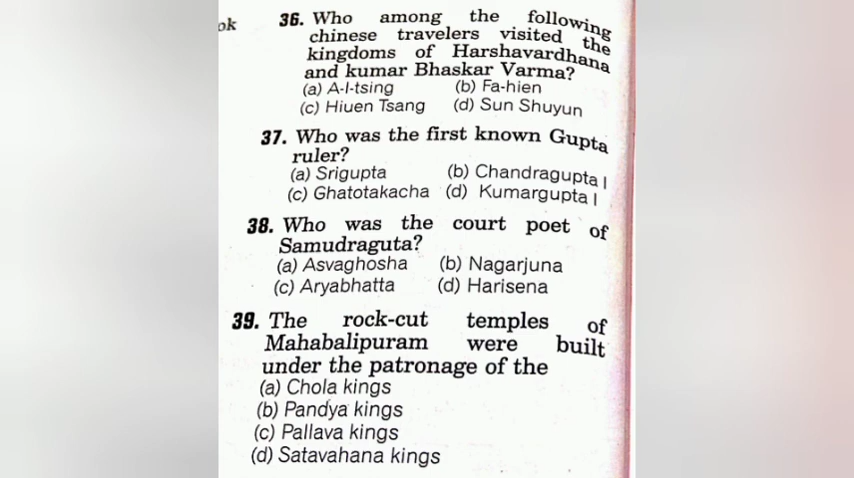 ok
36. Who among the following
chinese travelers visited the
kingdoms of Harshavardhana
and kumar Bhaskar Varma?
(a) A-I-tsing (b) Fa-hien
(c) Hiuen Tsang (d) Sun Shuyun
37. Who was the first known Gupta
ruler?
(a) Srigupta (b) Chandragupta I
(c) Ghatotakacha (d) Kumargupta I
38. Who was the court poet of
Samudraguta?
(a) Asvaghosha (b) Nagarjuna
(c) Aryabhatta (d) Harisena
39. The rock-cut temples of
Mahabalipuram were built
under the patronage of the
(a) Chola kings
(b) Pandya kings
(c) Pallava kings
(d) Satavahana kings